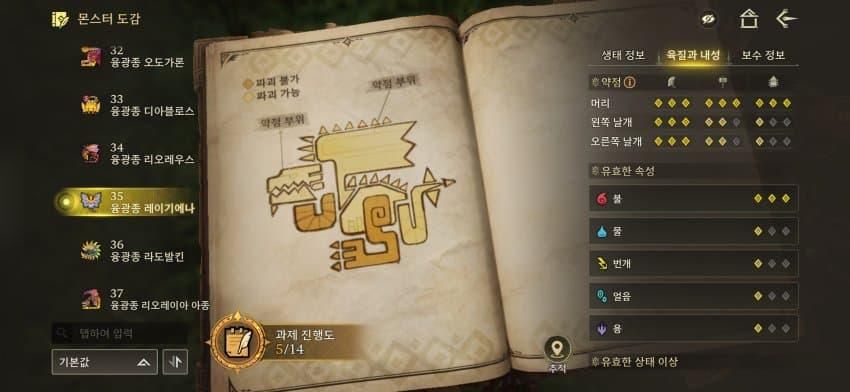 몬스터 도감
32
융광종 오도가론
33
융광종 디아블로스
34
융광종 리오레우스
35
융광종 레이기에나
36
융광종 라도발킨
37
융광종 리오레이아 아종
탭하여 입력
기본값
파괴 불가
파괴 가능
약점 부위
약점 부위
과제 진행도
5/14
추적
생태 정보
육질과 내성
보수 정보
약점
머리
왼쪽 날개
오른쪽 날개
유효한 속성
불
물
번개
얼음
용
유효한 상태 이상